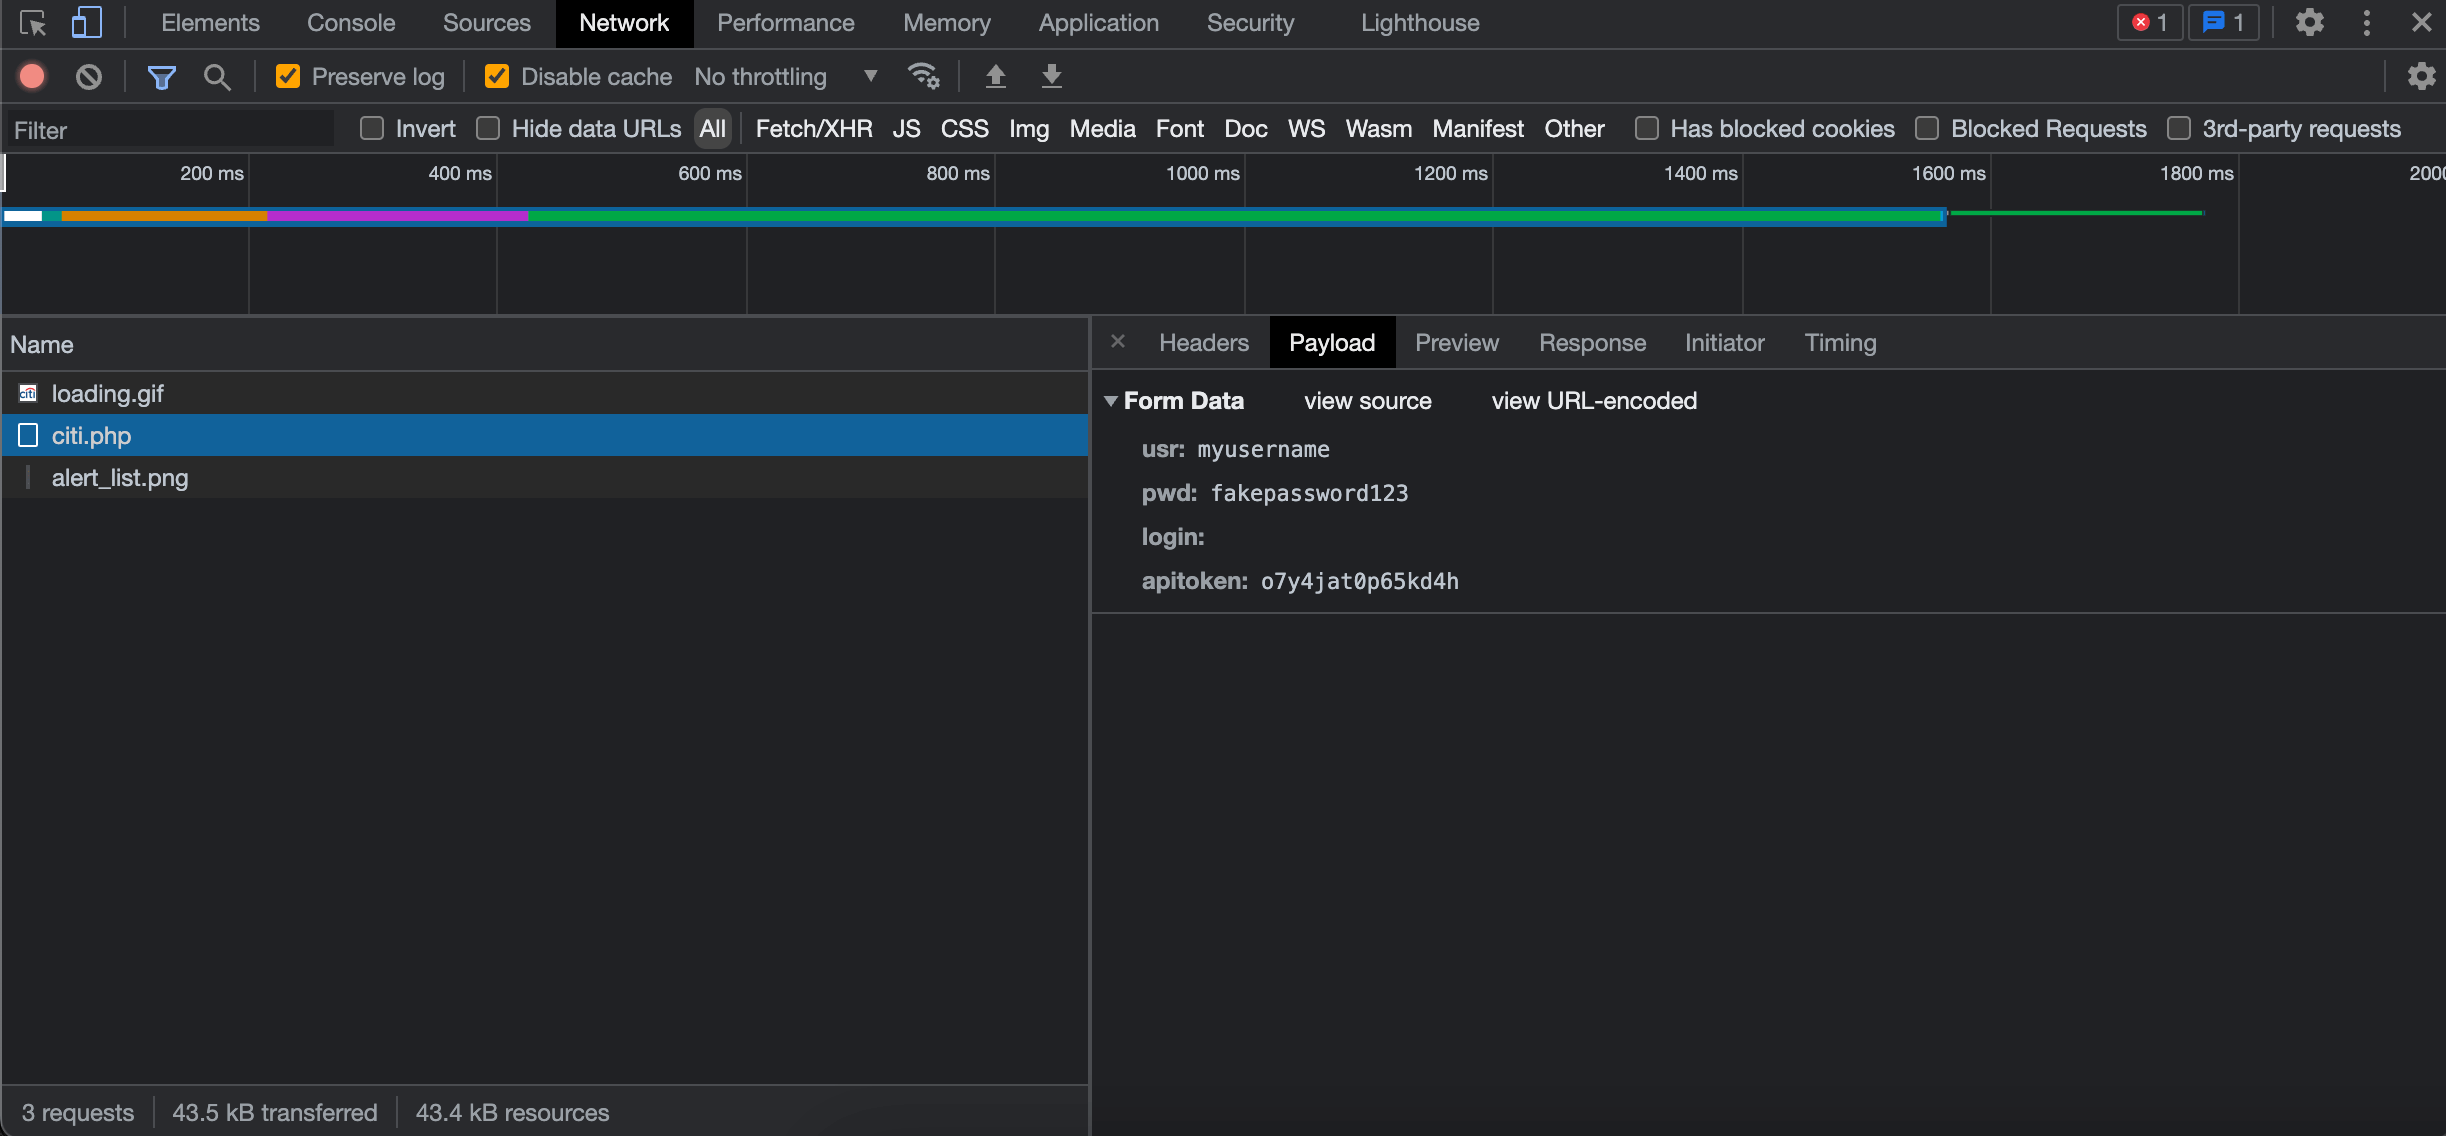 Elements Console Sources Network Performance Memory Application Security Lighthouse 1 1
Preserve log Disable cache No throttling
Filter Invert Hide data URLs All Fetch/XHR JS CSS Img Media Font Doc WS Wasm Manifest Other Has blocked cookies Blocked Requests 3rd-party requests
200 ms 400 ms 600 ms 800 ms 1000 ms 1200 ms 1400 ms 1600 ms 1800 ms 200
Name
citi loading.gif
citi.php
alert_list.png
3 requests 43.5 kB transferred 43.4 kB resources
Headers Payload Preview Response Initiator Timing
Form Data view source view URL-encoded
usr: myusername
pwd: fakepassword123
login:
apitoken: o7y4jat0p65kd4h